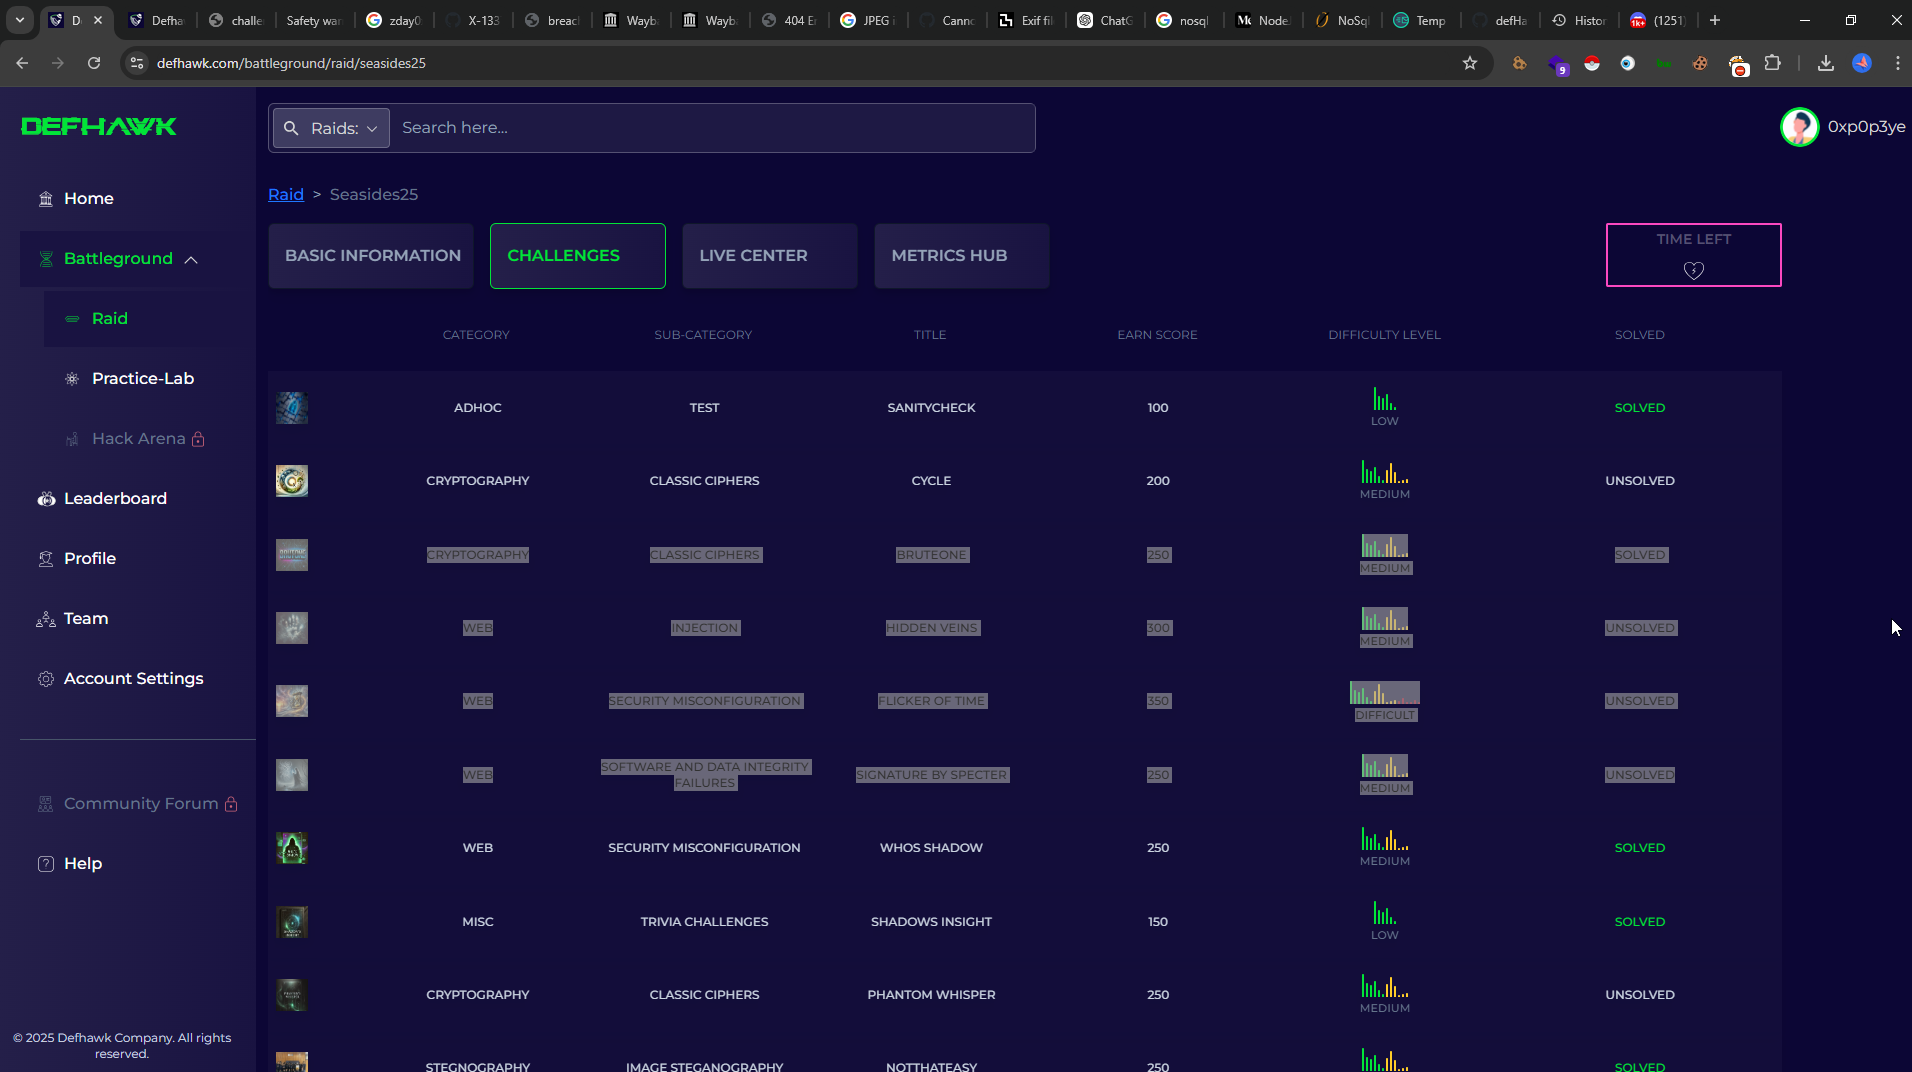 D
Defha
challe
Safety war
zday0
X-133
breac
Wayba
Wayb
404 Er
JPEG i
Cannc
Exif fil
ChatG
nosql
NodeJ
NoSql
Temp
defHa
Histor
(1251)
defhawk.com/battleground/raid/seasides25
9
DEFHAWK
Raids:
Search here...
0xp0p3ye
Home
Raid > Seasides25
Battleground
BASIC INFORMATION
CHALLENGES
LIVE CENTER
METRICS HUB
TIME LEFT
Raid
Practice-Lab
Hack Arena
Leaderboard
Profile
Team
Account Settings
Community Forum
Help
© 2025 Defhawk Company. All rights
reserved.
CATEGORY SUB-CATEGORY TITLE EARN SCORE DIFFICULTY LEVEL SOLVED
ADHOC TEST SANITYCHECK 100 LOW SOLVED
CRYPTOGRAPHY CLASSIC CIPHERS CYCLE 200 MEDIUM UNSOLVED
CRYPTOGRAPHY CLASSIC CIPHERS BRUTEONE 250 MEDIUM SOLVED
WEB INJECTION HIDDEN VEINS 300 MEDIUM UNSOLVED
WEB SECURITY MISCONFIGURATION FLICKER OF TIME 350 DIFFICULT UNSOLVED
WEB SOFTWARE AND DATA INTEGRITY
FAILURES SIGNATURE BY SPECTER 250 MEDIUM UNSOLVED
WEB SECURITY MISCONFIGURATION WHOS SHADOW 250 MEDIUM SOLVED
MISC TRIVIA CHALLENGES SHADOWS INSIGHT 150 LOW SOLVED
CRYPTOGRAPHY CLASSIC CIPHERS PHANTOM WHISPER 250 MEDIUM UNSOLVED
STEGNOGRAPHY IMAGE STEGANOGRAPHY NOTTHATEASY 250 SOLVED